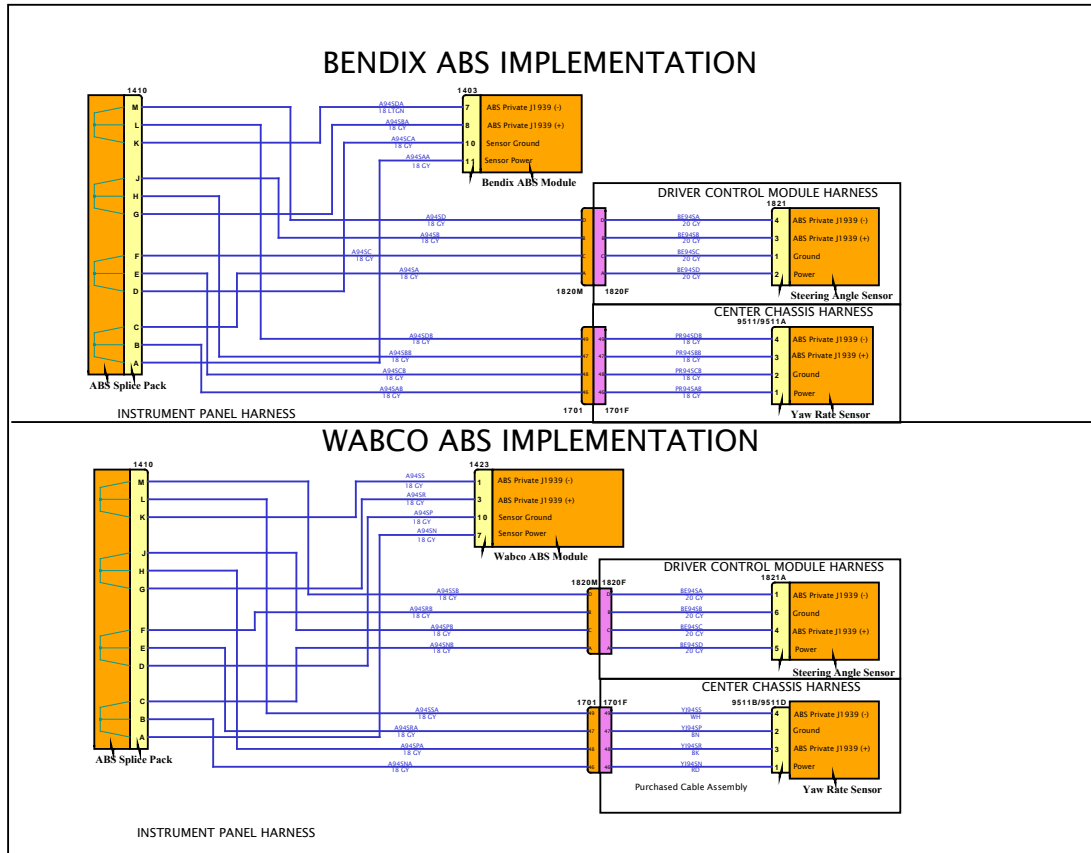 BENDIX ABS IMPLEMENTATION
1410
1403
M
L
K
J
H
G
F
E
D
C
B
A
ABS Splice Pack
A94SDA
18 LTGN
A94SBA
18 GY
A94SCA
18 GY
A94SAA
18 GY
7 ABS Private J1939 (-)
8 ABS Private J1939 (+)
10 Sensor Ground
11 Sensor Power
Bendix ABS Module
DRIVER CONTROL MODULE HARNESS
1821
A94SD
18 GY
A94SB
18 GY
A94SC
18 GY
A94SA
18 GY
D D
B B
C C
A A
1820M 1820F
BE94SA
20 GY
BE94SB
20 GY
BE94SC
20 GY
BE94SD
20 GY
4 ABS Private J1939 (-)
3 ABS Private J1939 (+)
1 Ground
2 Power
Steering Angle Sensor
CENTER CHASSIS HARNESS
9511/9511A
A94SDB
18 GY
A94SBB
18 GY
A94SCB
18 GY
A94SAB
18 GY
1701 1701F
PR94SDB
18 GY
PR94SBB
18 GY
PR94SCB
18 GY
PR94SAB
18 GY
4 ABS Private J1939 (-)
3 ABS Private J1939 (+)
2 Ground
1 Power
Yaw Rate Sensor
INSTRUMENT PANEL HARNESS
WABCO ABS IMPLEMENTATION
1410
1423
M
L
K
J
H
G
F
E
D
C
B
A
ABS Splice Pack
A94SS
18 GY
A94SR
18 GY
A94SP
18 GY
A94SN
18 GY
1 ABS Private J1939 (-)
3 ABS Private J1939 (+)
10 Sensor Ground
7 Sensor Power
Wabco ABS Module
DRIVER CONTROL MODULE HARNESS
1820M 1820F
1821A
A94SSB
18 GY
A94SRB
18 GY
A94SPB
18 GY
A94SNB
18 GY
D D
B B
C C
A A
BE94SA
20 GY
BE94SB
20 GY
BE94SC
20 GY
BE94SD
20 GY
1 ABS Private J1939 (-)
6 Ground
4 ABS Private J1939 (+)
5 Power
Steering Angle Sensor
CENTER CHASSIS HARNESS
1701 1701F
9511B/9511D
A94SSA
18 GY
A94SRA
18 GY
A94SPA
18 GY
A94SNA
18 GY
YJ94SS
WH
YJ94SP
BN
YJ94SR
BK
YJ94SN
RD
4 ABS Private J1939 (-)
2 Ground
3 ABS Private J1939 (+)
1 Power
Yaw Rate Sensor
Purchased Cable Assembly
INSTRUMENT PANEL HARNESS